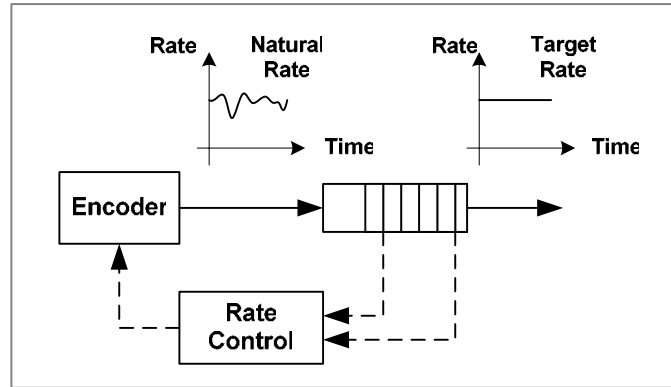 Rate
Natural
Rate
Time
Rate
Target
Rate
Time
Encoder
Rate
Control